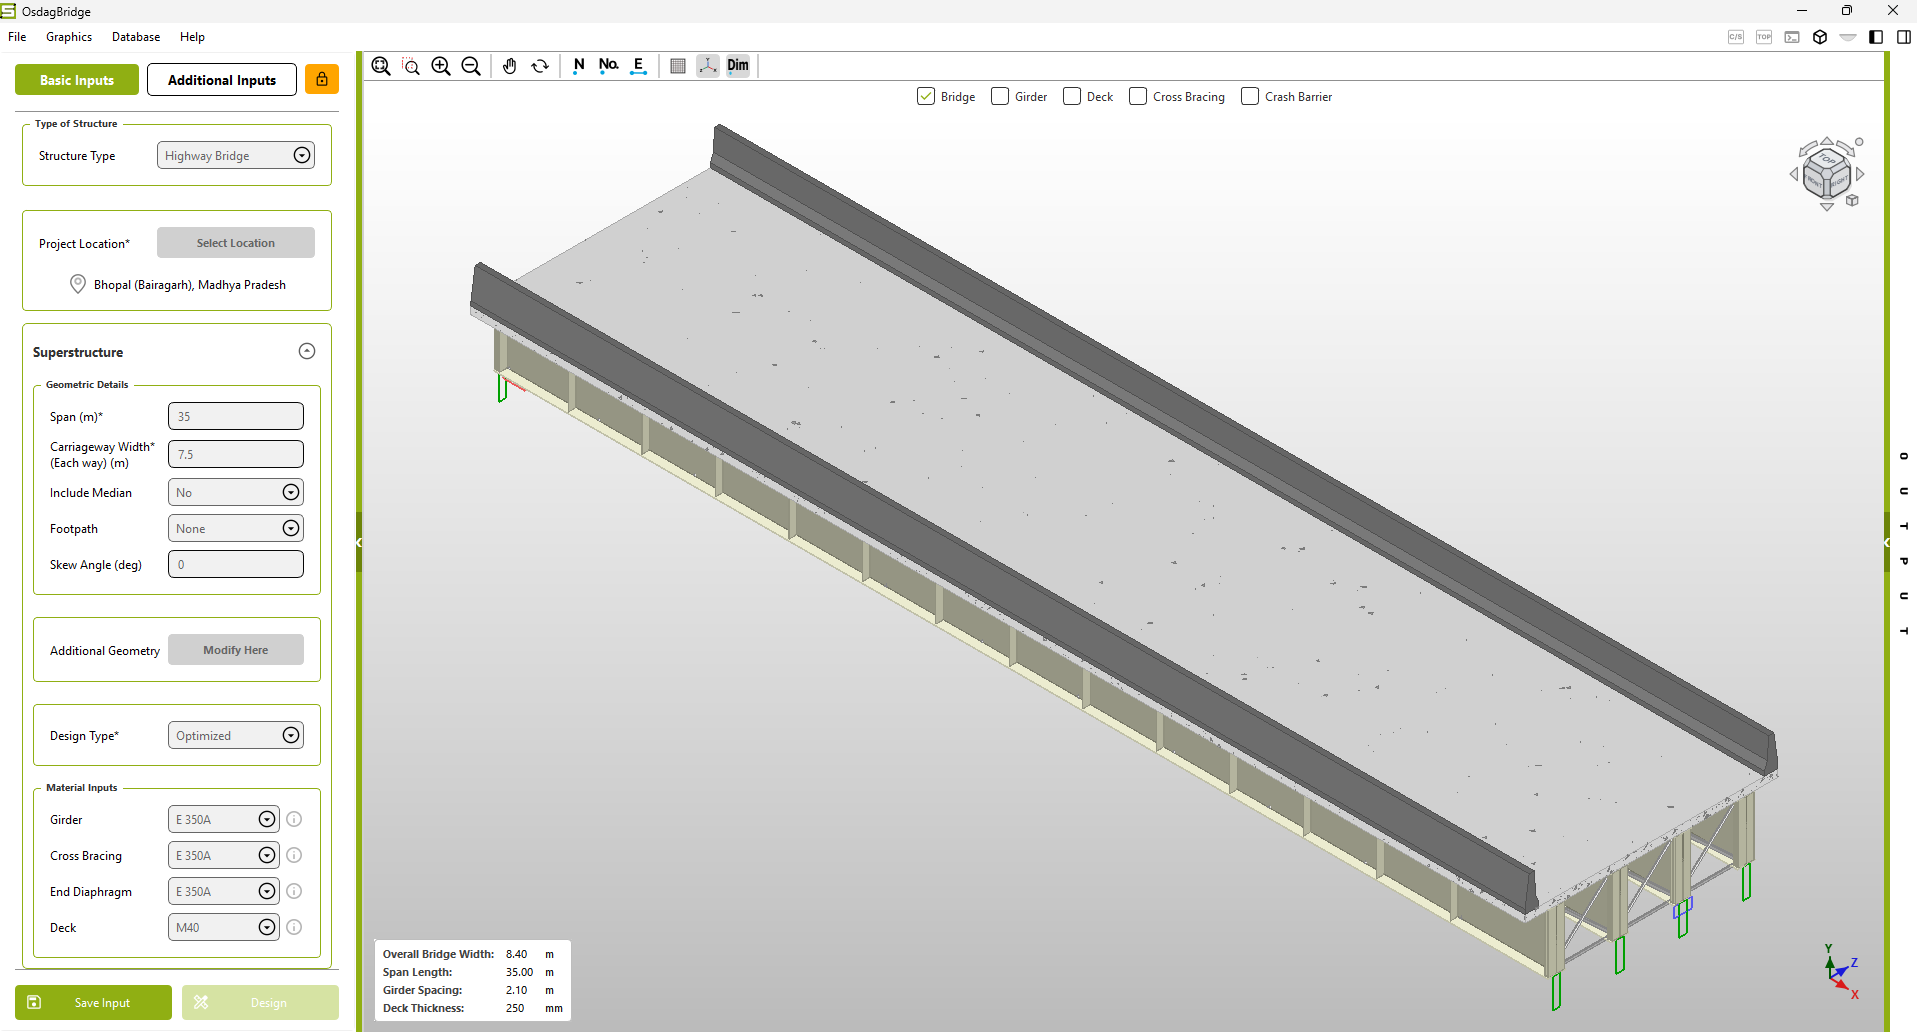 OsdagBridge
File Graphics Database Help
C/S TOP
Basic Inputs Additional Inputs
N No. E Dim
Bridge Girder Deck Cross Bracing Crash Barrier
Type of Structure
Structure Type Highway Bridge
Project Location* Select Location
Bhopal (Bairagarh), Madhya Pradesh
Superstructure
Geometric Details
Span (m)* 35
Carriageway Width*
(Each way) (m) 7.5
Include Median No
Footpath None
Skew Angle (deg) 0
Additional Geometry Modify Here
Design Type* Optimized
Material Inputs
Girder E 350A
Cross Bracing E 350A
End Diaphragm E 350A
Deck M40
Save Input Design
TOP
FRONT RIGHT
OUTPUT
Overall Bridge Width: 8.40 m
Span Length: 35.00 m
Girder Spacing: 2.10 m
Deck Thickness: 250 mm
Y
Z
X